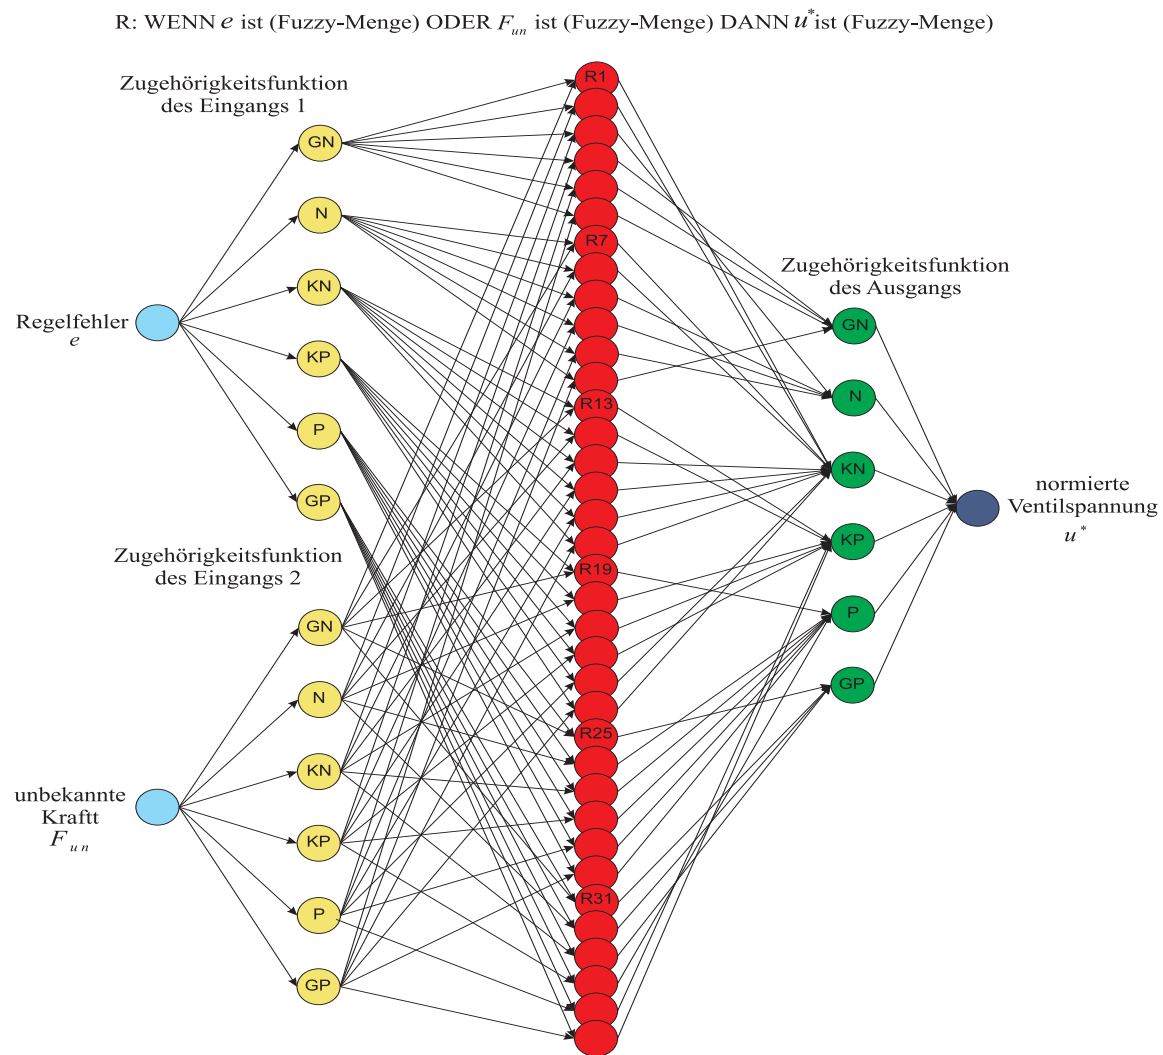 R: WENN e ist (Fuzzy-Menge) ODER F_un ist (Fuzzy-Menge) DANN u* ist (Fuzzy-Menge)
Zugehörigkeitsfunktion
des Eingangs 1
GN
N
KN
KP
P
GP
Regelfehler
e
Zugehörigkeitsfunktion
des Eingangs 2
GN
N
KN
KP
P
GP
unbekannte
Kraftt
F_un
R1
R7
R13
R19
R25
R31
Zugehörigkeitsfunktion
des Ausgangs
GN
N
KN
KP
P
GP
normierte
Ventilspannung
u*